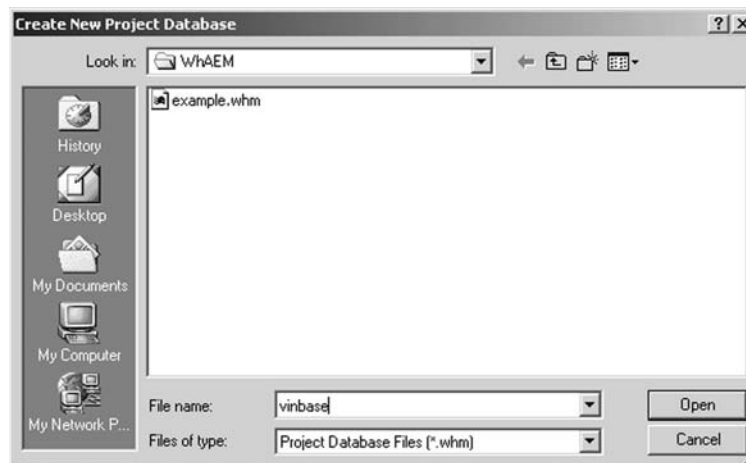 Create New Project Database
Look in: WhAEM
example.whm
History
Desktop
My Documents
My Computer
My Network P...
File name: vinbase
Open
Files of type: Project Database Files (*.whm)
Cancel